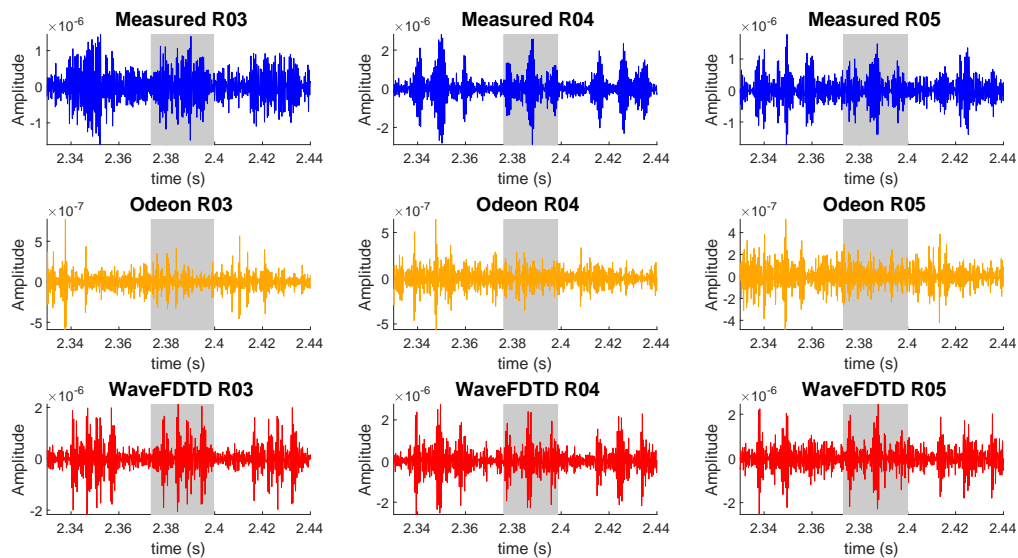 Measured R03
×10-6
Amplitude
1
0
-1
2.34 2.36 2.38 2.4 2.42 2.44
time (s)
Measured R04
×10-6
Amplitude
2
0
-2
2.34 2.36 2.38 2.4 2.42 2.44
time (s)
Measured R05
×10-6
Amplitude
1
0
-1
2.34 2.36 2.38 2.4 2.42 2.44
time (s)
Odeon R03
×10-7
Amplitude
5
0
-5
2.34 2.36 2.38 2.4 2.42 2.44
time (s)
Odeon R04
×10-7
Amplitude
5
0
-5
2.34 2.36 2.38 2.4 2.42 2.44
time (s)
Odeon R05
×10-7
Amplitude
4
2
0
-2
-4
2.34 2.36 2.38 2.4 2.42 2.44
time (s)
WaveFDTD R03
×10-6
Amplitude
2
0
-2
2.34 2.36 2.38 2.4 2.42 2.44
time (s)
WaveFDTD R04
×10-6
Amplitude
2
0
-2
2.34 2.36 2.38 2.4 2.42 2.44
time (s)
WaveFDTD R05
×10-6
Amplitude
2
0
-2
2.34 2.36 2.38 2.4 2.42 2.44
time (s)